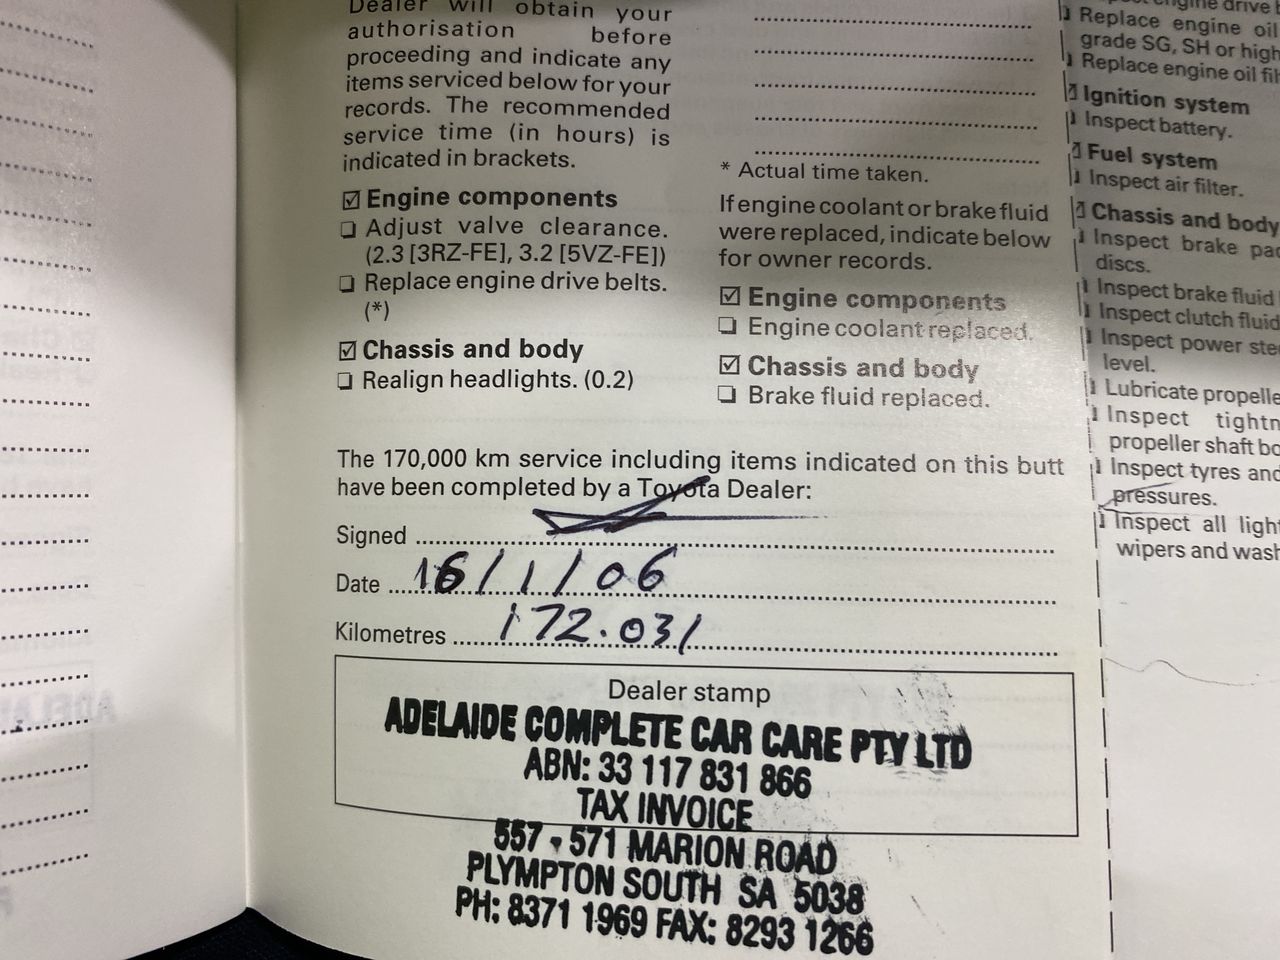 Dealer will obtain your
authorisation before
proceeding and indicate any
items serviced below for your
records. The recommended
service time (in hours) is
indicated in brackets.
☑ Engine components
❏ Adjust valve clearance.
(2.3 [3RZ-FE], 3.2 [5VZ-FE])
❏ Replace engine drive belts.
(*)
☑ Chassis and body
❏ Realign headlights. (0.2)
* Actual time taken.
If engine coolant or brake fluid
were replaced, indicate below
for owner records.
☑ Engine components
❏ Engine coolant replaced.
☑ Chassis and body
❏ Brake fluid replaced.
The 170,000 km service including items indicated on this butt
have been completed by a Toyota Dealer:
Signed
Date 16/1/06
Kilometres 172.031
Dealer stamp
ADELAIDE COMPLETE CAR CARE PTY LTD
ABN: 33 117 831 866
TAX INVOICE
557 - 571 MARION ROAD
PLYMPTON SOUTH SA 5038
PH: 8371 1969 FAX: 8293 1266
engine drive
Replace engine oil
grade SG, SH or high
Replace engine oil fil
Ignition system
Inspect battery.
Fuel system
Inspect air filter.
Chassis and body
Inspect brake pad
discs.
Inspect brake fluid
Inspect clutch fluid
Inspect power stee
level.
Lubricate propelle
Inspect tightn
propeller shaft bo
Inspect tyres and
pressures.
Inspect all light
wipers and wash